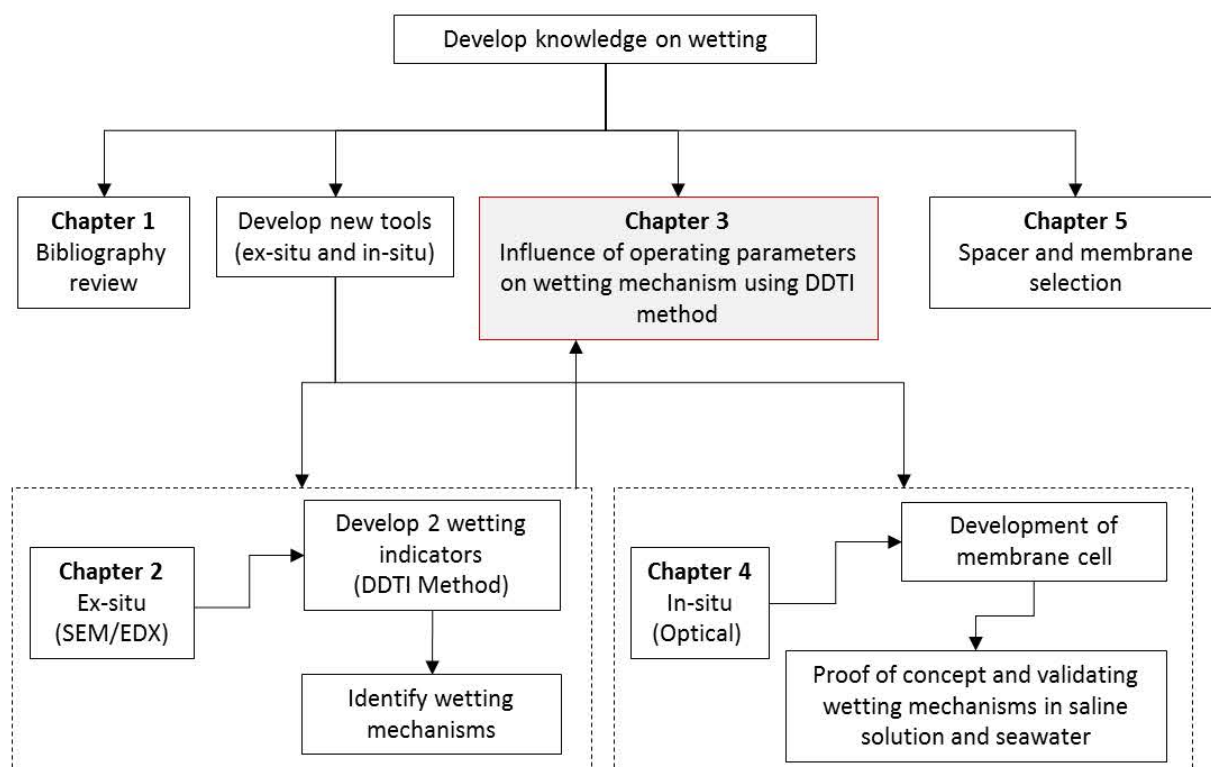 Develop knowledge on wetting
Chapter 1
Bibliography
review
Develop new tools
(ex-situ and in-situ)
Chapter 3
Influence of operating parameters
on wetting mechanism using DDTI
method
Chapter 5
Spacer and membrane
selection
Chapter 2
Ex-situ
(SEM/EDX)
Develop 2 wetting
indicators
(DDTI Method)
Identify wetting
mechanisms
Chapter 4
In-situ
(Optical)
Development of
membrane cell
Proof of concept and validating
wetting mechanisms in saline
solution and seawater